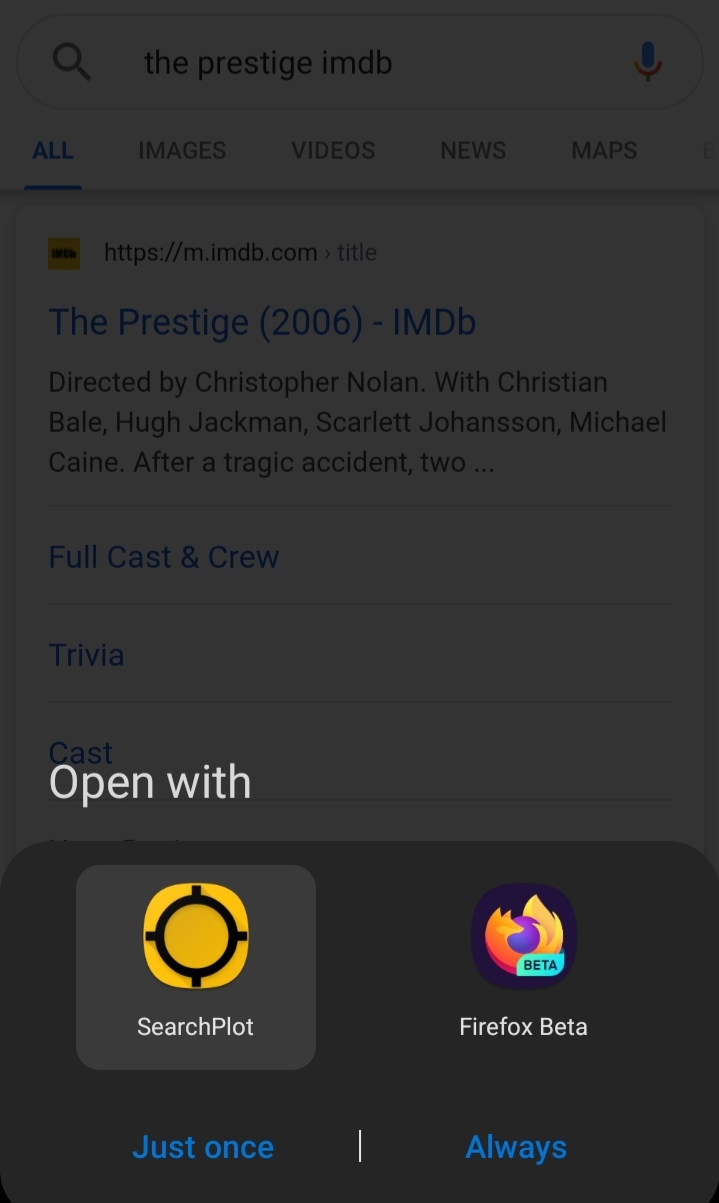 the prestige imdb
ALL IMAGES VIDEOS NEWS MAPS
IMDb
https://m.imdb.com › title
The Prestige (2006) - IMDb
Directed by Christopher Nolan. With Christian
Bale, Hugh Jackman, Scarlett Johansson, Michael
Caine. After a tragic accident, two ...
Full Cast & Crew
Trivia
Cast
Open with
BETA
SearchPlot Firefox Beta
Just once | Always